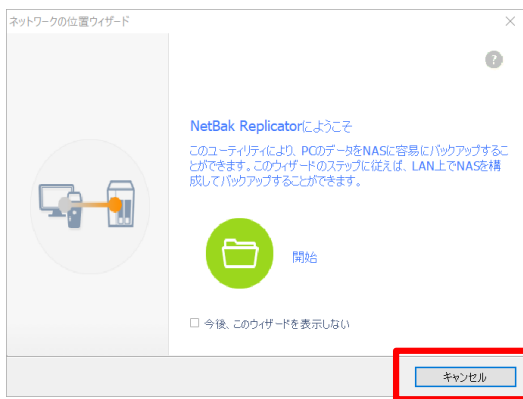 ネットワークの位置ウィザード
?
NetBak Replicatorにようこそ
このユーティリティにより、PCのデータをNASに容易にバックアップするこ
とができます。このウィザードのステップに従えば、LAN上でNASを構
成してバックアップすることができます。
開始
今後、このウィザードを表示しない
キャンセル